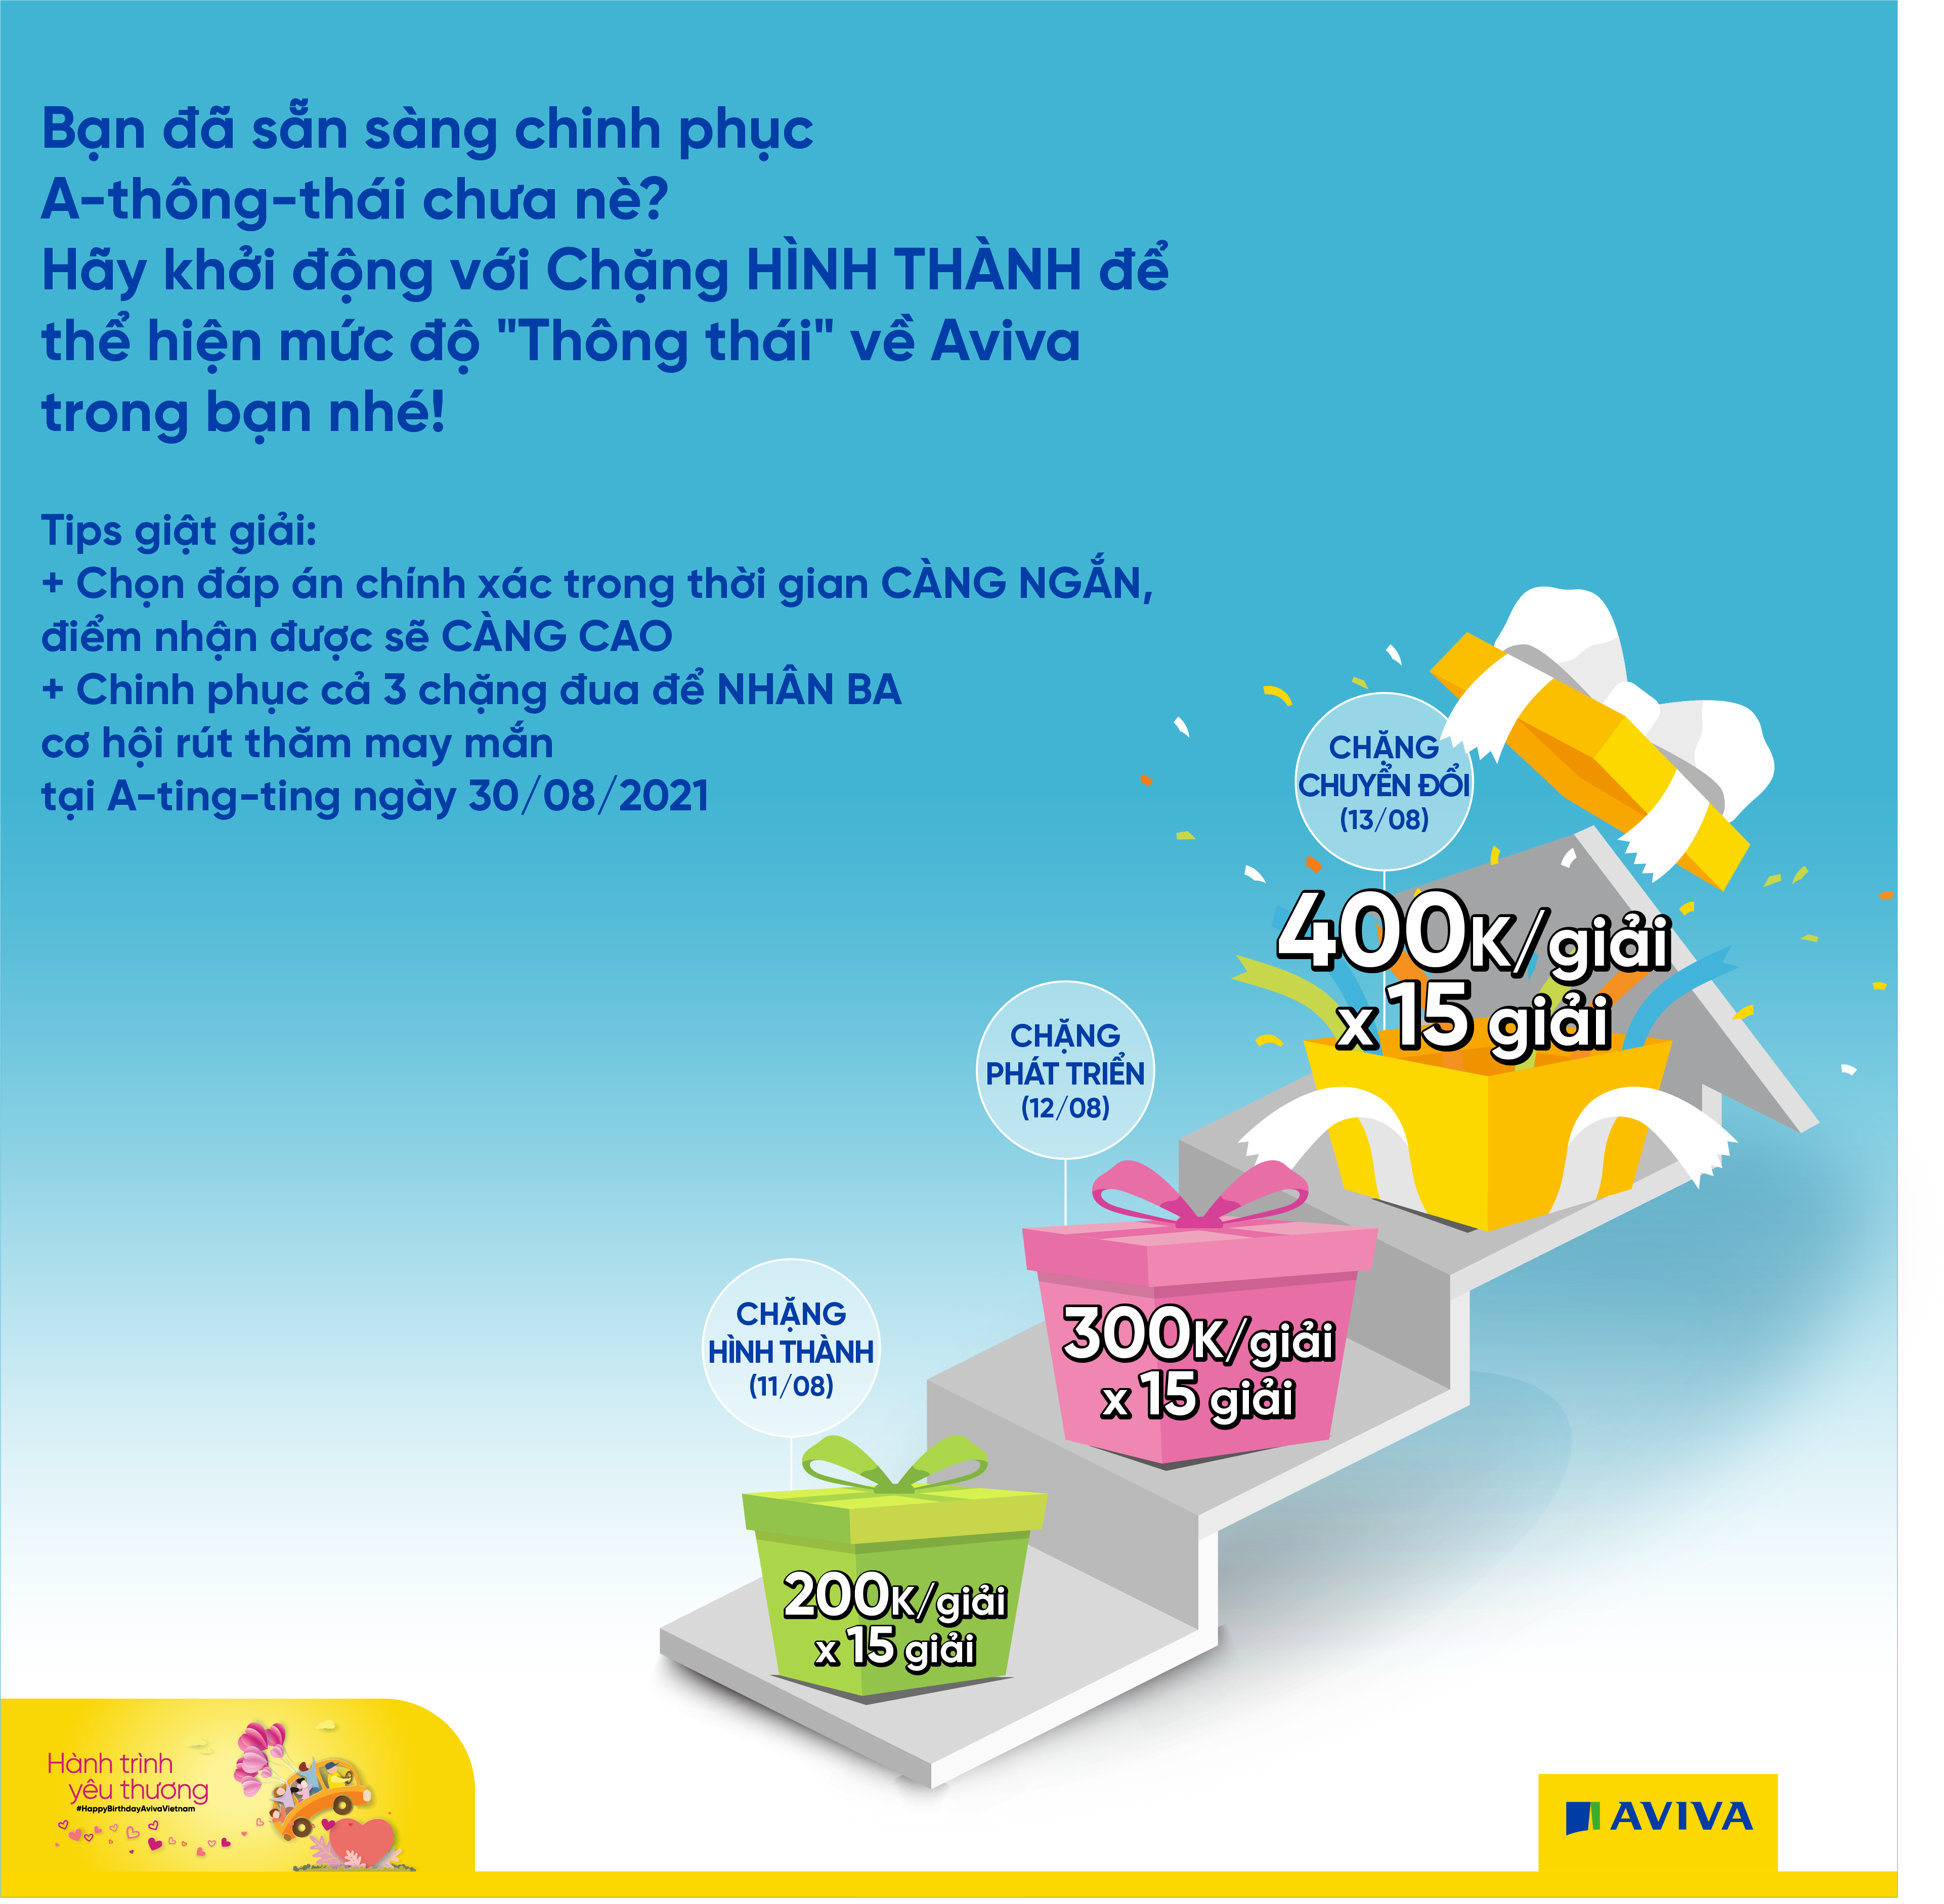 Bạn đã sẵn sàng chinh phục
A-thông-thái chưa nè?
Hãy khởi động với Chặng HÌNH THÀNH để
thể hiện mức độ "Thông thái" về Aviva
trong bạn nhé!
Tips giật giải:
+ Chọn đáp án chính xác trong thời gian CÀNG NGẮN,
điểm nhận được sẽ CÀNG CAO
+ Chinh phục cả 3 chặng đua để NHÂN BA
cơ hội rút thăm may mắn
tại A-ting-ting ngày 30/08/2021
CHẶNG
CHUYỂN ĐỔI
(13/08)
400K/giải
x 15 giải
CHẶNG
PHÁT TRIỂN
(12/08)
300K/giải
x 15 giải
CHẶNG
HÌNH THÀNH
(11/08)
200K/giải
x 15 giải
Hành trình
yêu thương
#HappyBirthdayAvivaVietnam
AVIVA